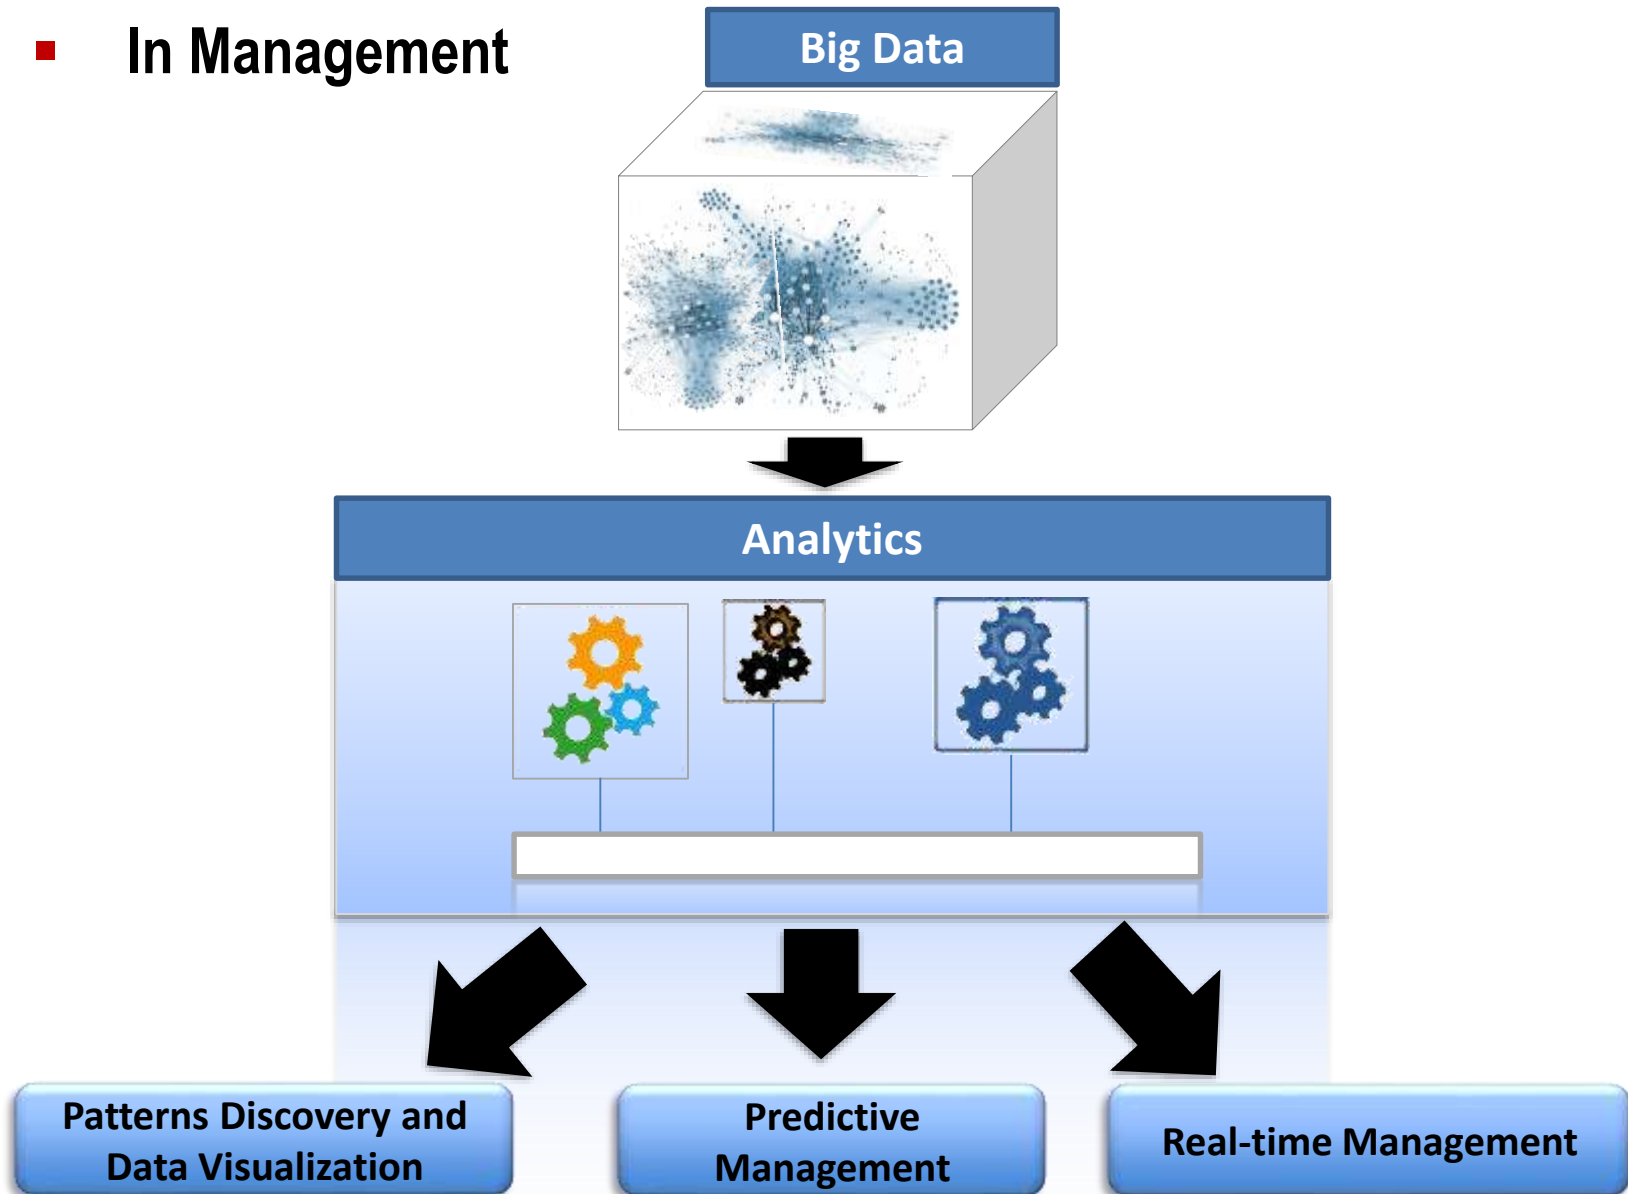 In Management
Big Data
Analytics
Patterns Discovery and
Data Visualization
Predictive
Management
Real-time Management